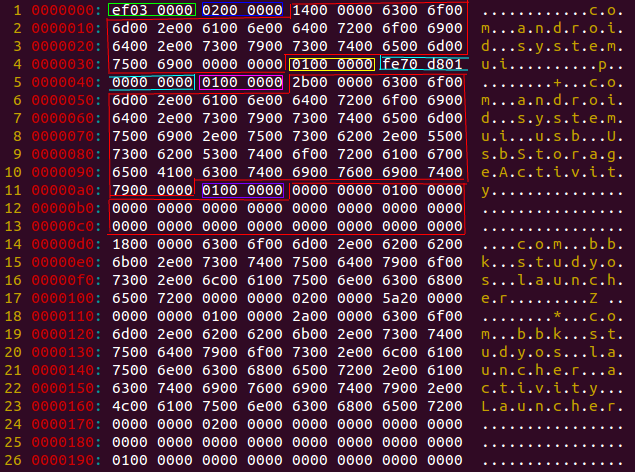 1 0000000: ef03 0000 0200 0000 1400 0000 6300 6f00 ............c.o.
2 0000010: 6d00 2e00 6100 6e00 6400 7200 6f00 6900 m...a.n.d.r.o.i.
3 0000020: 6400 2e00 7300 7900 7300 7400 6500 6d00 d...s.y.s.t.e.m.
4 0000030: 7500 6900 0000 0000 0100 0000 fe70 d801 u.i..........p..
5 0000040: 0000 0000 0100 0000 2b00 0000 6300 6f00 ........+...c.o.
6 0000050: 6d00 2e00 6100 6e00 6400 7200 6f00 6900 m...a.n.d.r.o.i.
7 0000060: 6400 2e00 7300 7900 7300 7400 6500 6d00 d...s.y.s.t.e.m.
8 0000070: 7500 6900 2e00 7500 7300 6200 2e00 5500 u.i...u.s.b...U.
9 0000080: 7300 6200 5300 7400 6f00 7200 6100 6700 s.b.S.t.o.r.a.g.
10 0000090: 6500 4100 6300 7400 6900 7600 6900 7400 e.A.c.t.i.v.i.t.
11 00000a0: 7900 0000 0100 0000 0000 0000 0100 0000 y...............
12 00000b0: 0000 0000 0000 0000 0000 0000 0000 0000 ................
13 00000c0: 0000 0000 0000 0000 0000 0000 0000 0000 ................
14 00000d0: 1800 0000 6300 6f00 6d00 2e00 6200 6200 ....c.o.m...b.b.
15 00000e0: 6b00 2e00 7300 7400 7500 6400 7900 6f00 k...s.t.u.d.y.o.
16 00000f0: 7300 2e00 6c00 6100 7500 6e00 6300 6800 s...l.a.u.n.c.h.
17 0000100: 6500 7200 0000 0000 0200 0000 5a20 0000 e.r.........Z ..
18 0000110: 0000 0000 0100 0000 2a00 0000 6300 6f00 ........*...c.o.
19 0000120: 6d00 2e00 6200 6200 6b00 2e00 7300 7400 m...b.b.k...s.t.
20 0000130: 7500 6400 7900 6f00 7300 2e00 6c00 6100 u.d.y.o.s...l.a.
21 0000140: 7500 6e00 6300 6800 6500 7200 2e00 6100 u.n.c.h.e.r...a.
22 0000150: 6300 7400 6900 7600 6900 7400 7900 2e00 c.t.i.v.i.t.y...
23 0000160: 4c00 6100 7500 6e00 6300 6800 6500 7200 L.a.u.n.c.h.e.r.
24 0000170: 0000 0000 0200 0000 0000 0000 0000 0000 ................
25 0000180: 0000 0000 0000 0000 0000 0000 0000 0000 ................
26 0000190: 0100 0000 0000 0000 0000 0000 0000 0000 ................